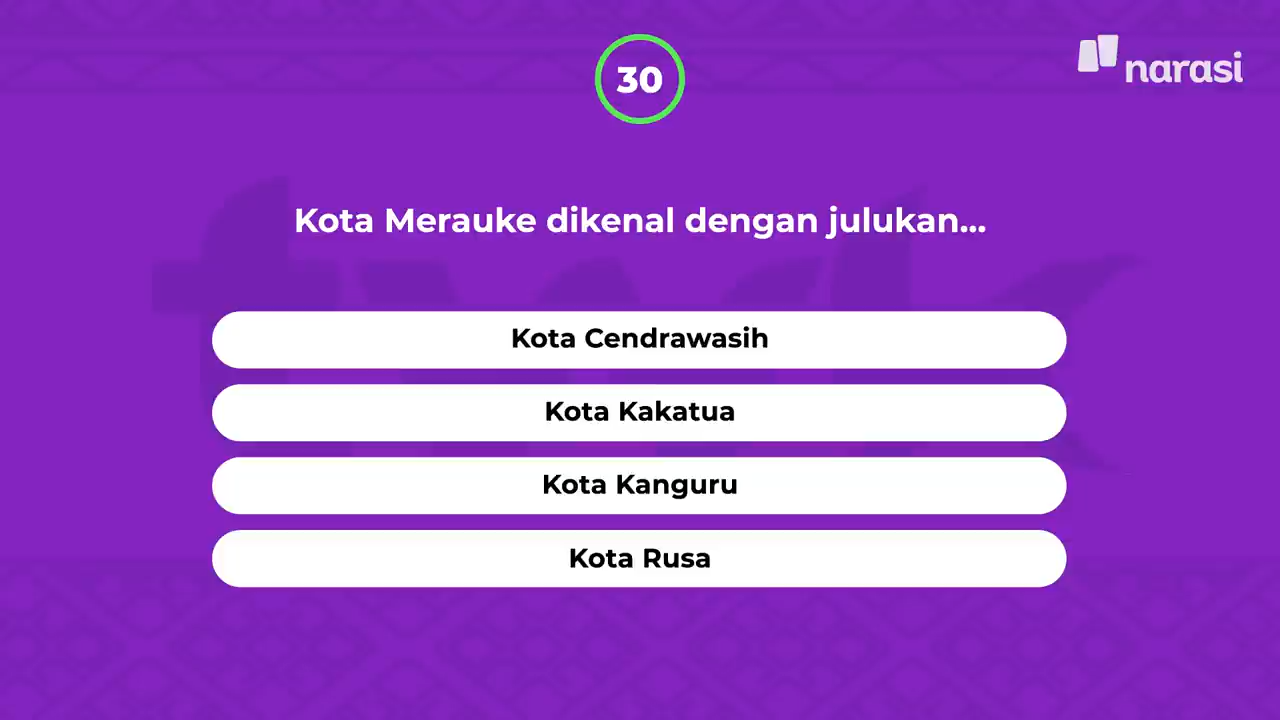 30
narasi
Kota Merauke dikenal dengan julukan...
Kota Cendrawasih
Kota Kakatua
Kota Kanguru
Kota Rusa